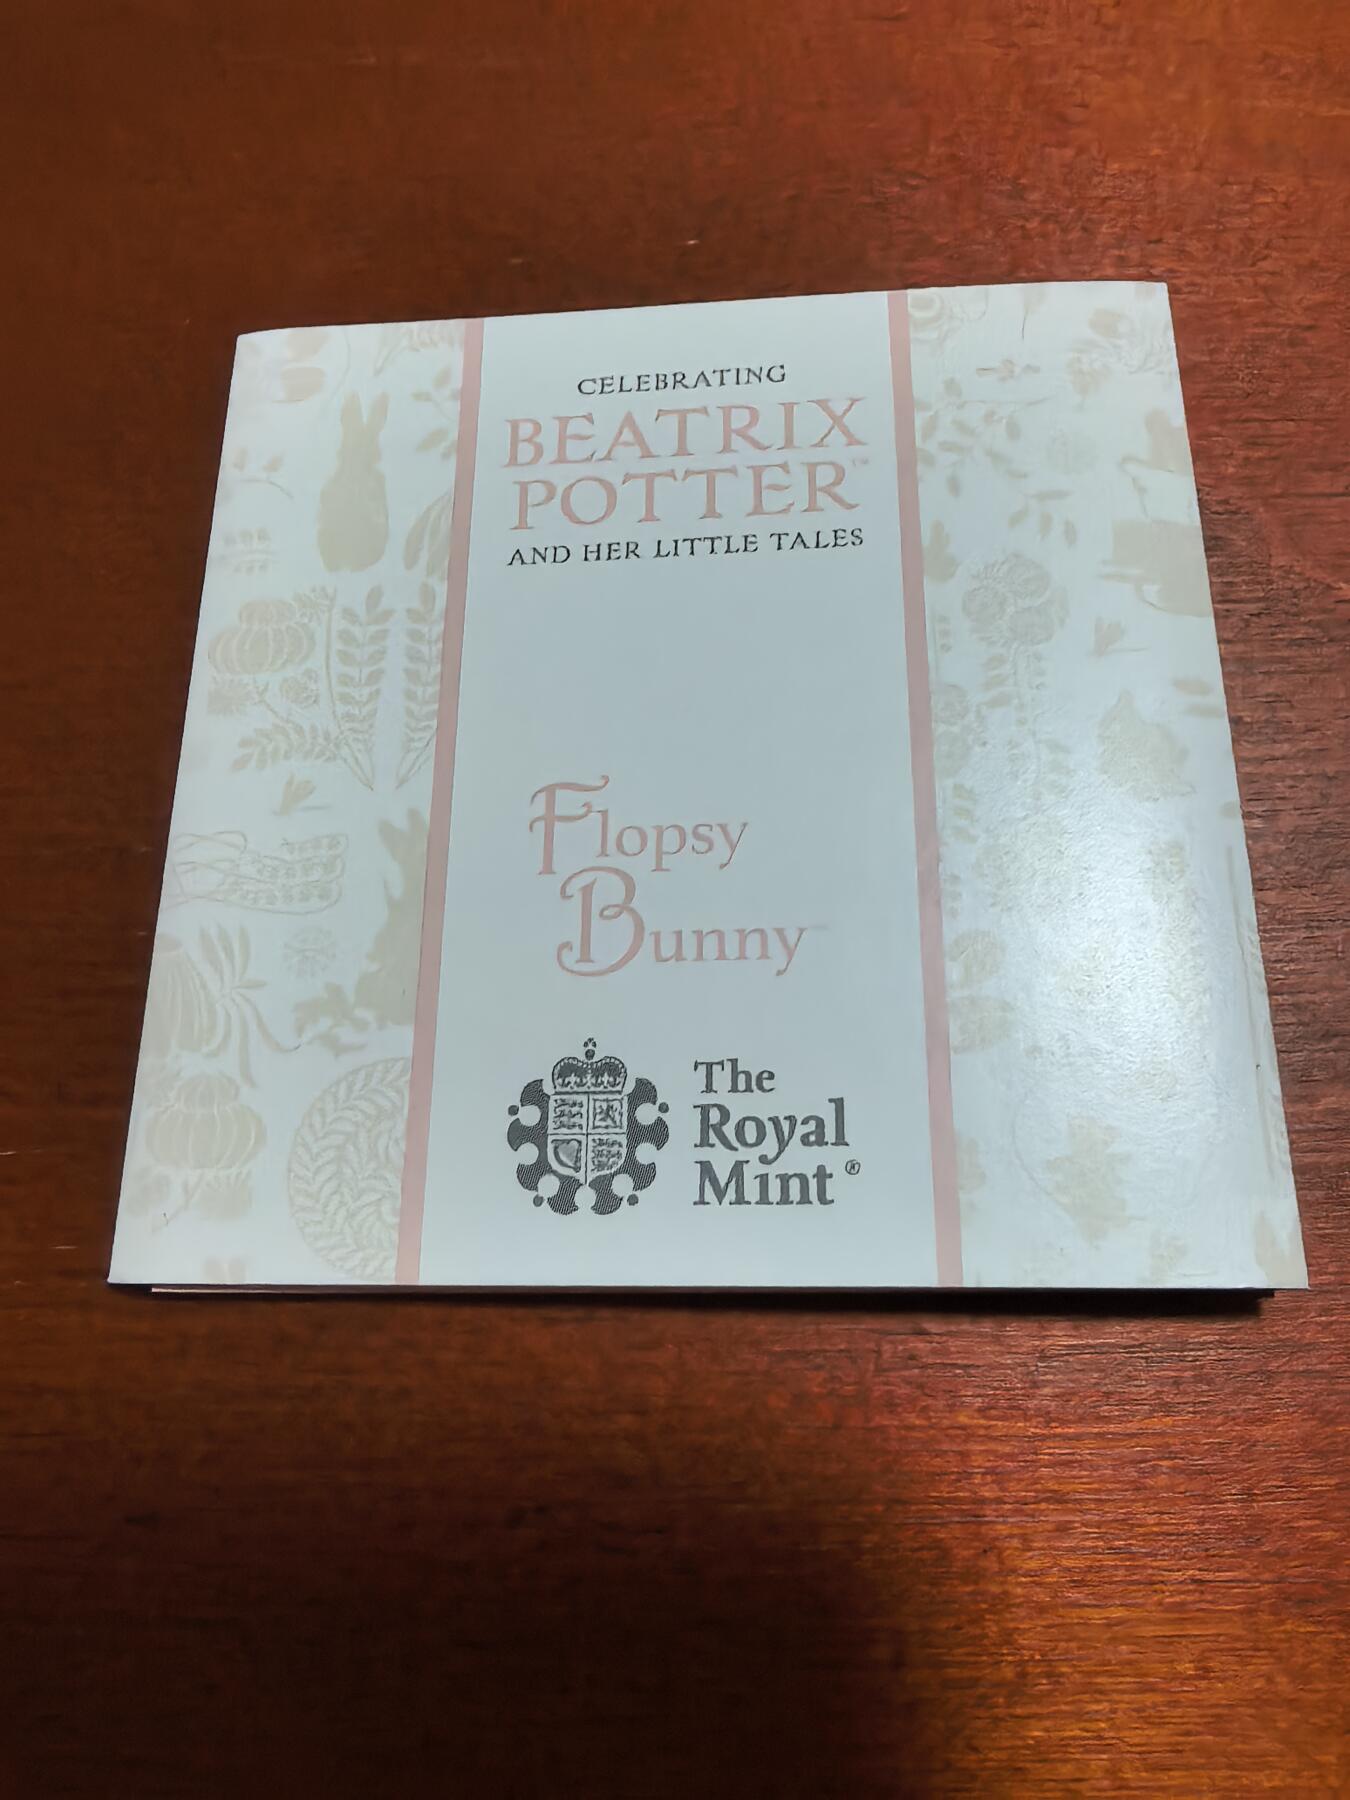 CELEBRATING
BEATRIX
POTTER™
AND HER LITTLE TALES
Flopsy
Bunny™
The
Royal
Mint®